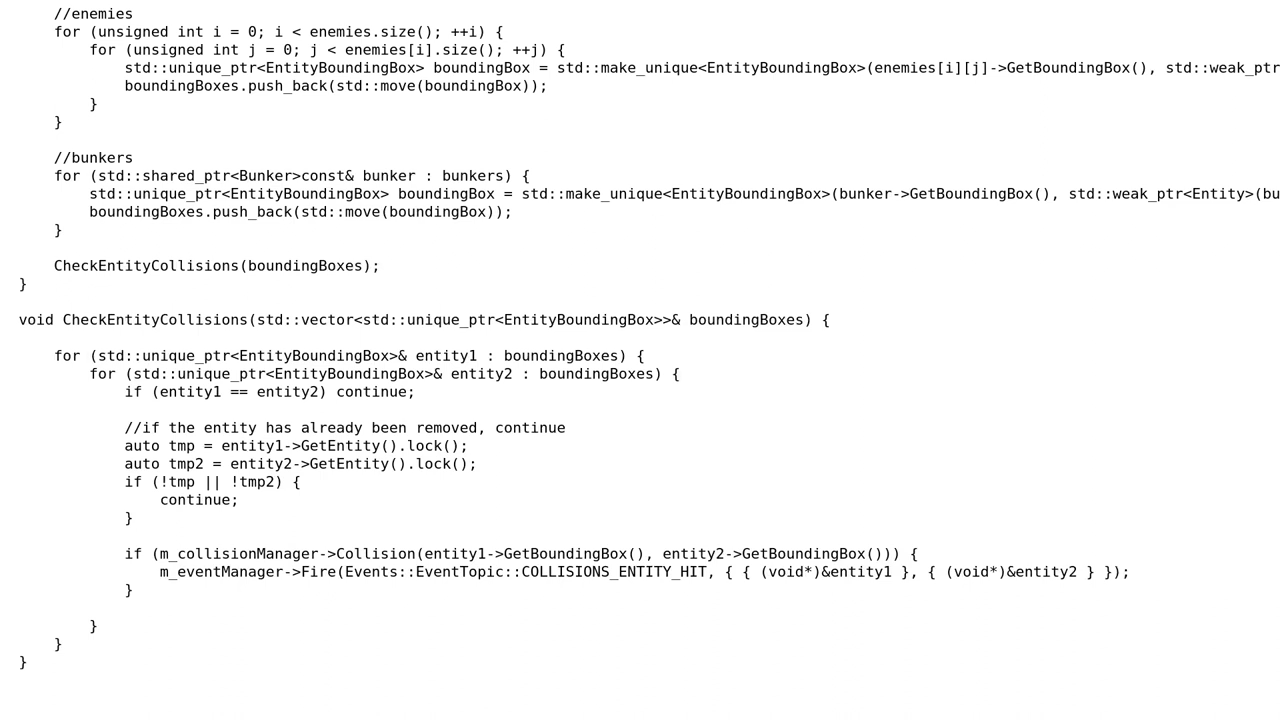 //enemies
for (unsigned int i = 0; i < enemies.size(); ++i) {
for (unsigned int j = 0; j < enemies[i].size(); ++j) {
std::unique_ptr<EntityBoundingBox> boundingBox = std::make_unique<EntityBoundingBox>(enemies[i][j]->GetBoundingBox(), std::weak_ptr
boundingBoxes.push_back(std::move(boundingBox));
}
}
//bunkers
for (std::shared_ptr<Bunker>const& bunker : bunkers) {
std::unique_ptr<EntityBoundingBox> boundingBox = std::make_unique<EntityBoundingBox>(bunker->GetBoundingBox(), std::weak_ptr<Entity>(bu
boundingBoxes.push_back(std::move(boundingBox));
}
CheckEntityCollisions(boundingBoxes);
}
void CheckEntityCollisions(std::vector<std::unique_ptr<EntityBoundingBox>>& boundingBoxes) {
for (std::unique_ptr<EntityBoundingBox>& entity1 : boundingBoxes) {
for (std::unique_ptr<EntityBoundingBox>& entity2 : boundingBoxes) {
if (entity1 == entity2) continue;
//if the entity has already been removed, continue
auto tmp = entity1->GetEntity().lock();
auto tmp2 = entity2->GetEntity().lock();
if (!tmp || !tmp2) {
continue;
}
if (m_collisionManager->Collision(entity1->GetBoundingBox(), entity2->GetBoundingBox())) {
m_eventManager->Fire(Events::EventTopic::COLLISIONS_ENTITY_HIT, { { (void*)&entity1 }, { (void*)&entity2 } });
}
}
}
}